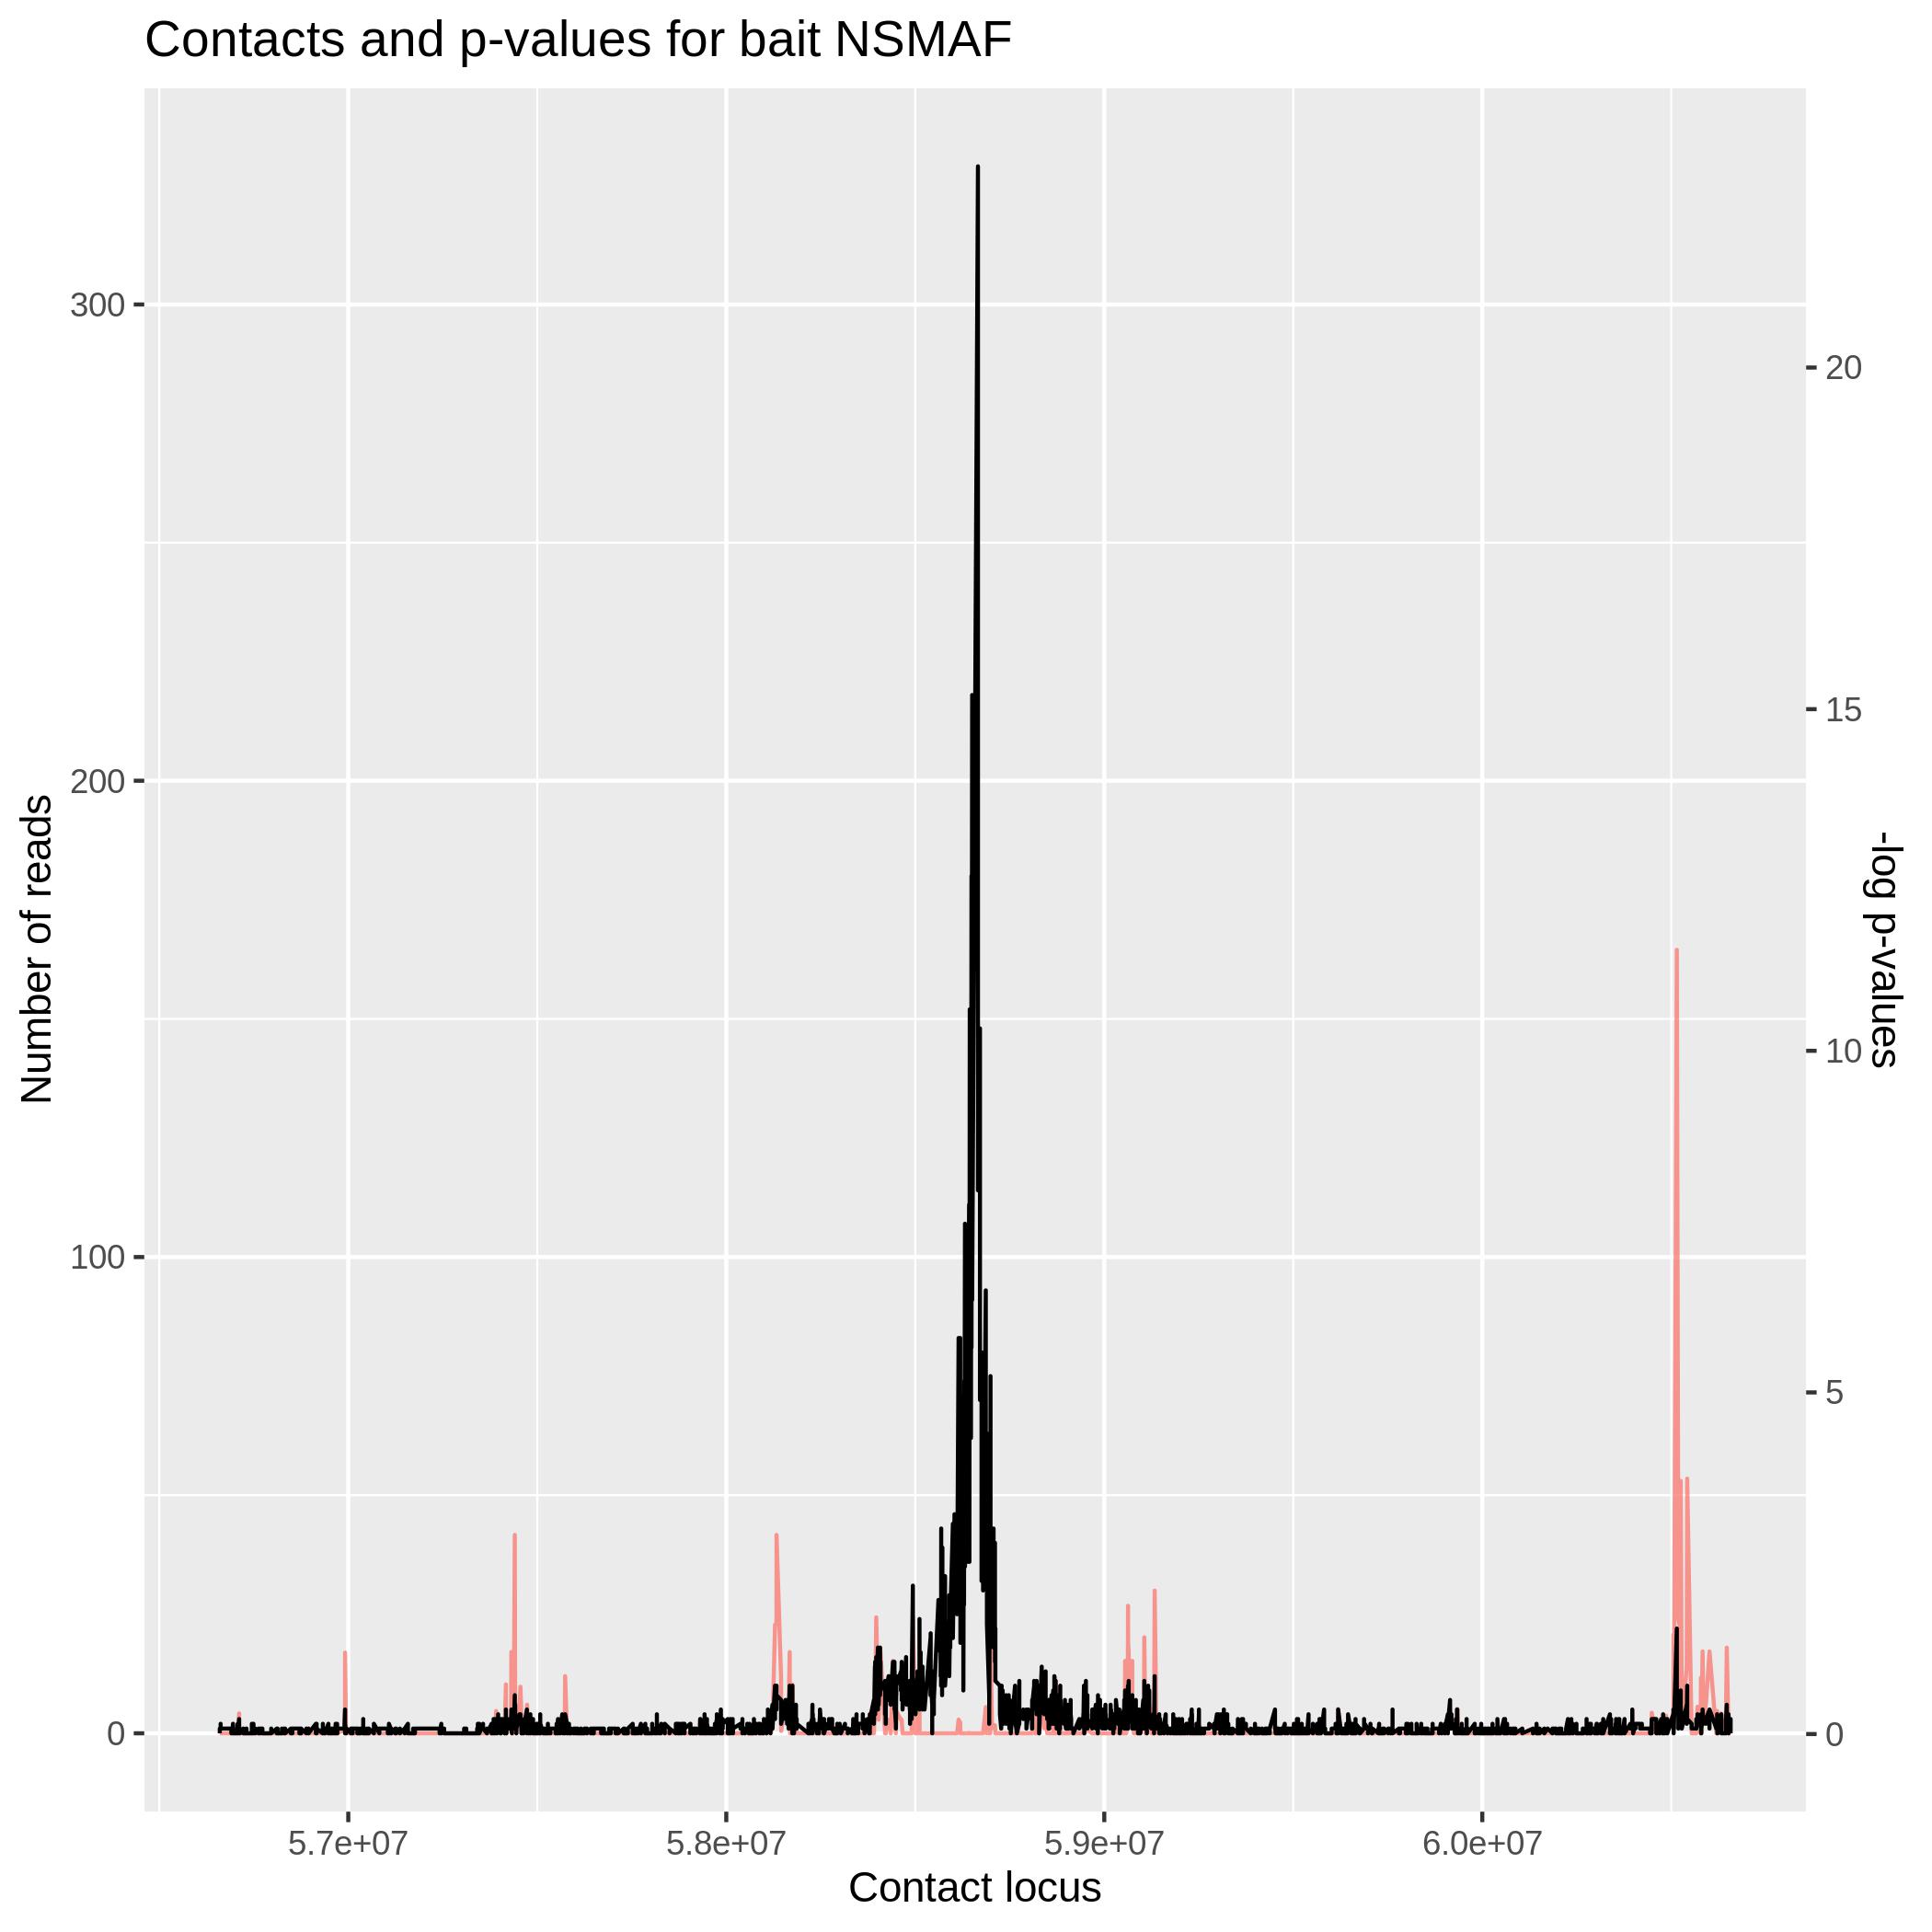 Contacts and p-values for bait NSMAF
300
200
100
0
Number of reads
20
15
10
5
0
-log p-values
5.7e+07
5.8e+07
5.9e+07
6.0e+07
Contact locus